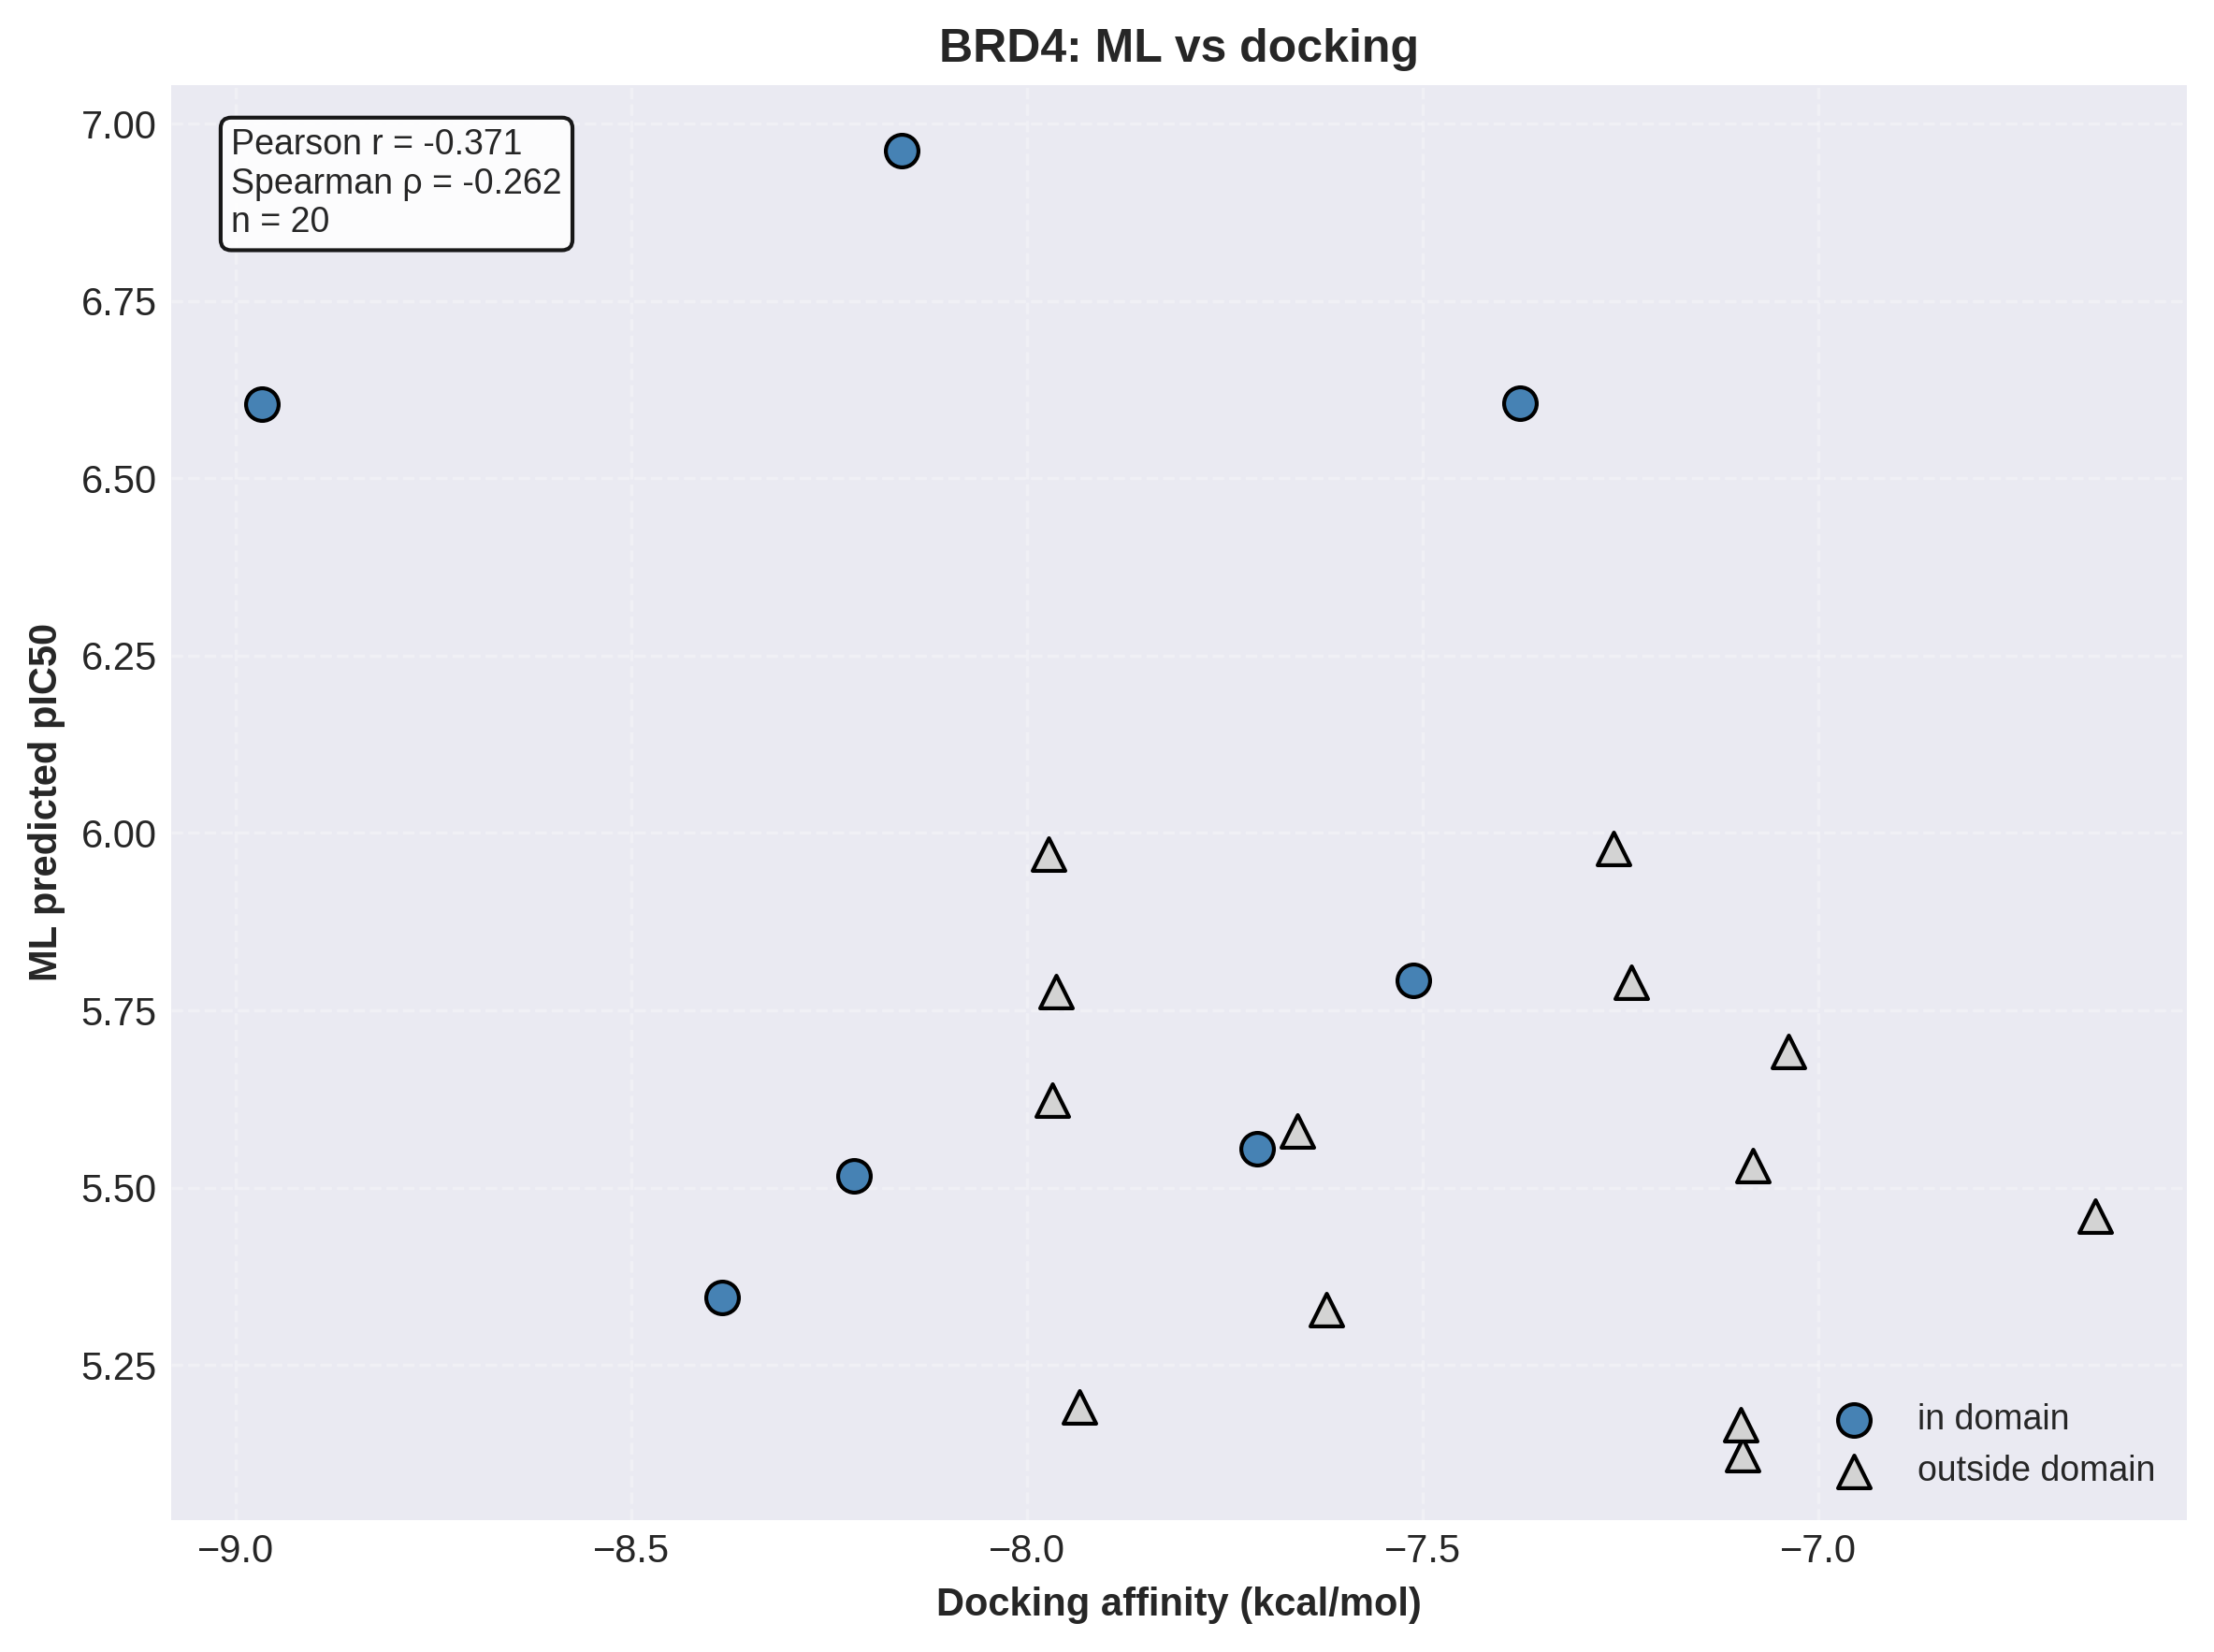 BRD4: ML vs docking
Pearson r = -0.371
Spearman ρ = -0.262
n = 20
ML predicted pIC50
7.00
6.75
6.50
6.25
6.00
5.75
5.50
5.25
in domain
outside domain
−9.0
−8.5
−8.0
−7.5
−7.0
Docking affinity (kcal/mol)